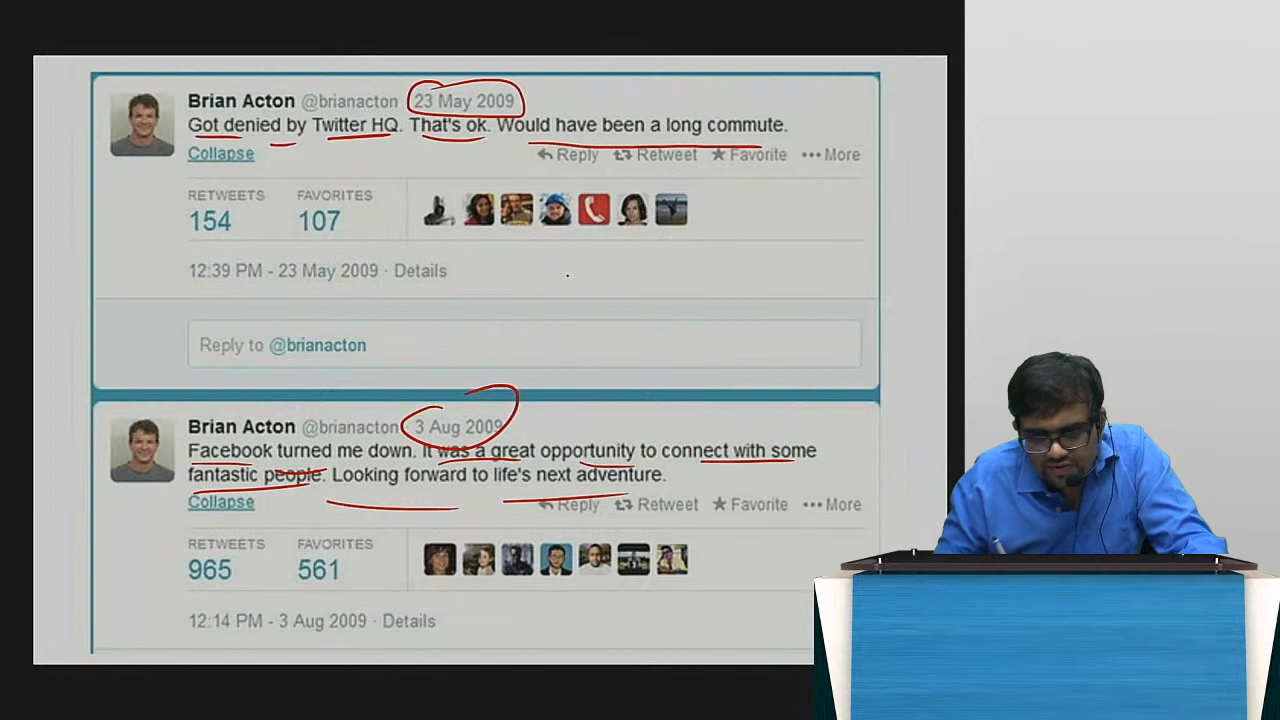 Brian Acton @brianacton 23 May 2009
Got denied by Twitter HQ. That's ok. Would have been a long commute.
Collapse Reply Retweet Favorite More
RETWEETS FAVORITES
154 107
12:39 PM - 23 May 2009 · Details
Reply to @brianacton
Brian Acton @brianacton 3 Aug 2009
Facebook turned me down. It was a great opportunity to connect with some
fantastic people. Looking forward to life's next adventure.
Collapse Reply Retweet Favorite More
RETWEETS FAVORITES
965 561
12:14 PM - 3 Aug 2009 · Details